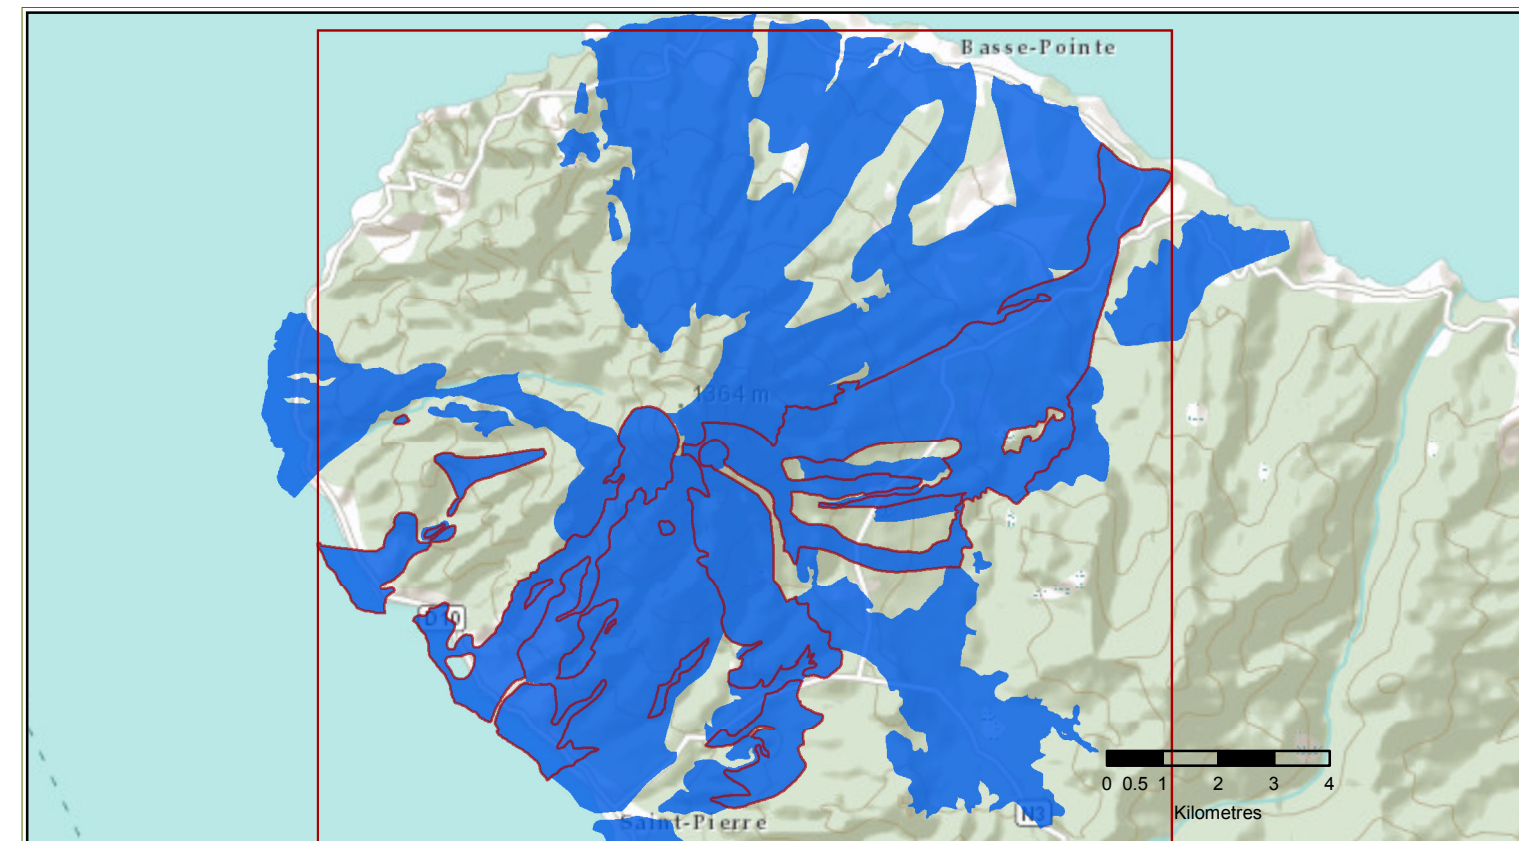 Basse-Pointe
1364 m
D10
0 0.5 1 2 3 4
Kilometres
N3
Saint-Pierre